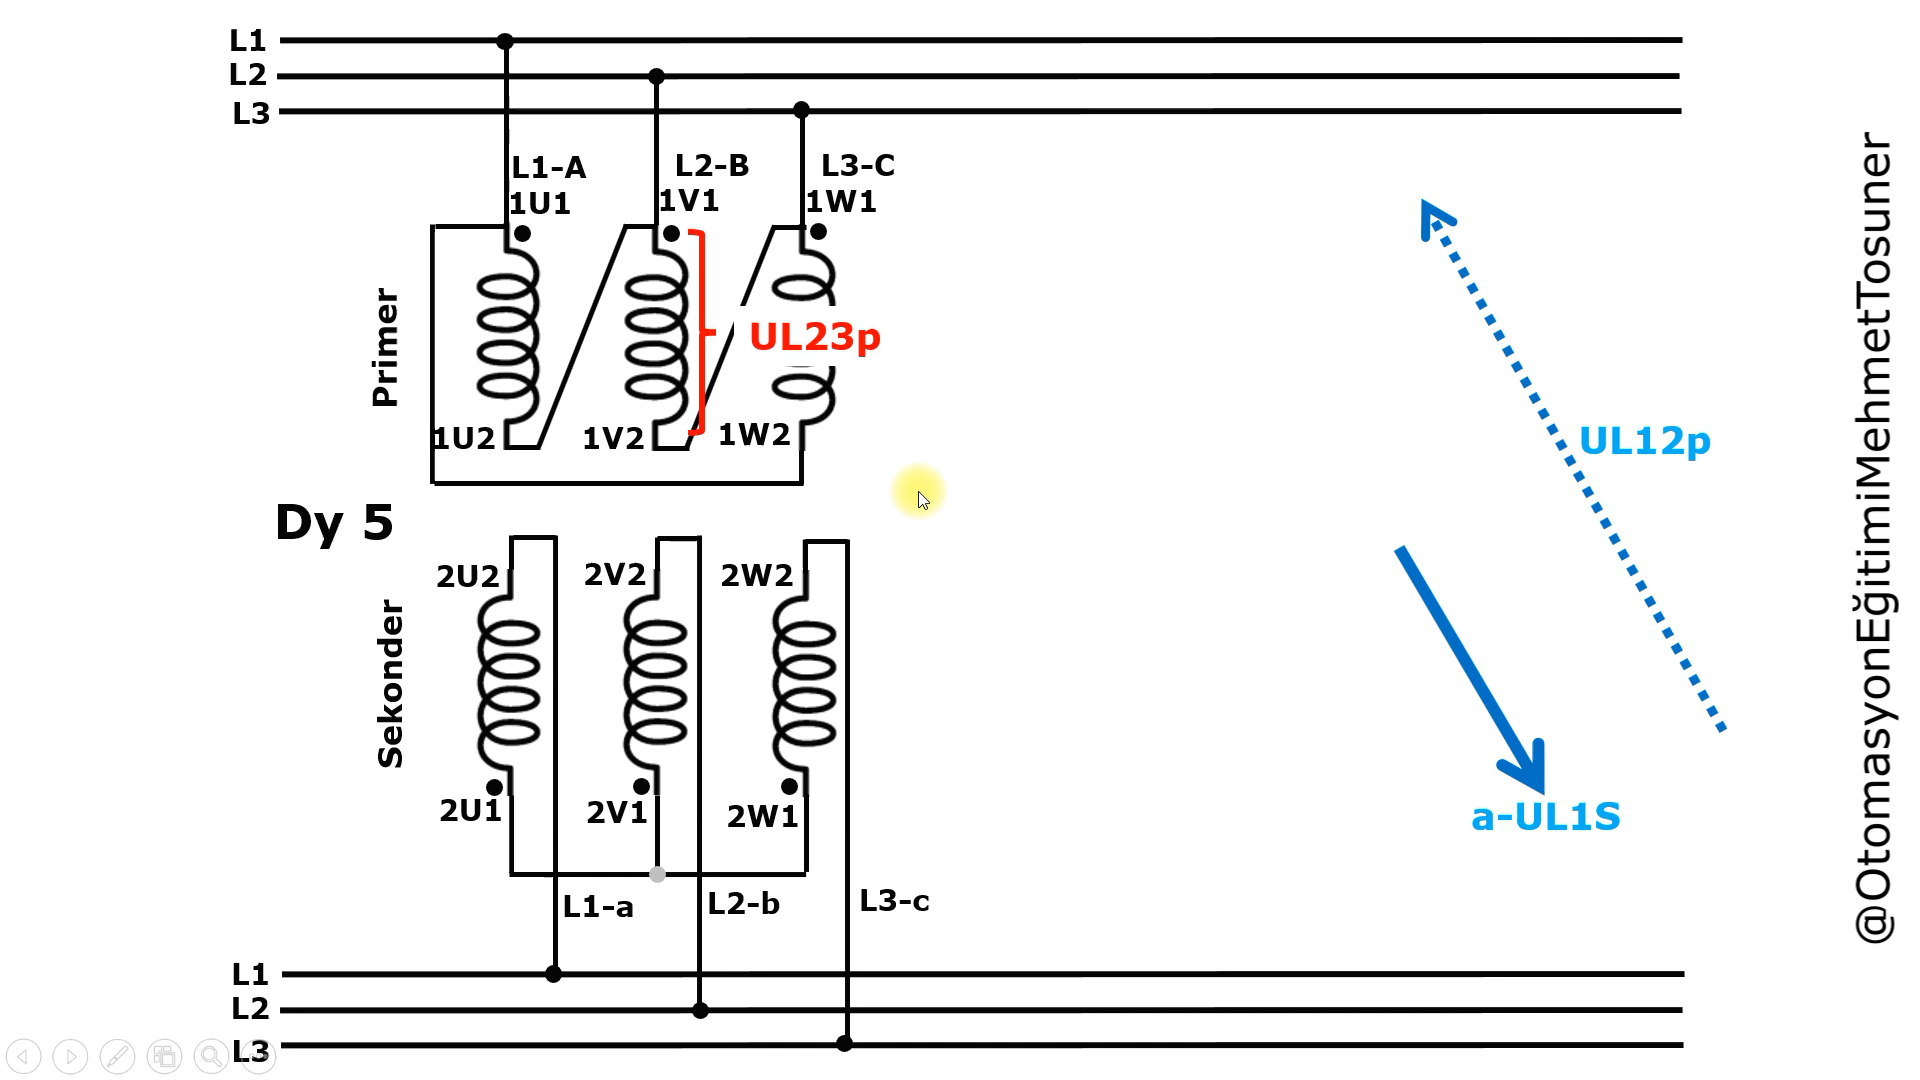 L1
L2
L3
L1-A
L2-B
L3-C
1U1
1V1
1W1
Primer
UL23p
1U2
1V2
1W2
UL12p
Dy 5
2U2
2V2
2W2
Sekonder
2U1
2V1
2W1
a-UL1S
L1-a
L2-b
L3-c
L1
L2
L3
@OtomasyonEğitimiMehmetTosuner